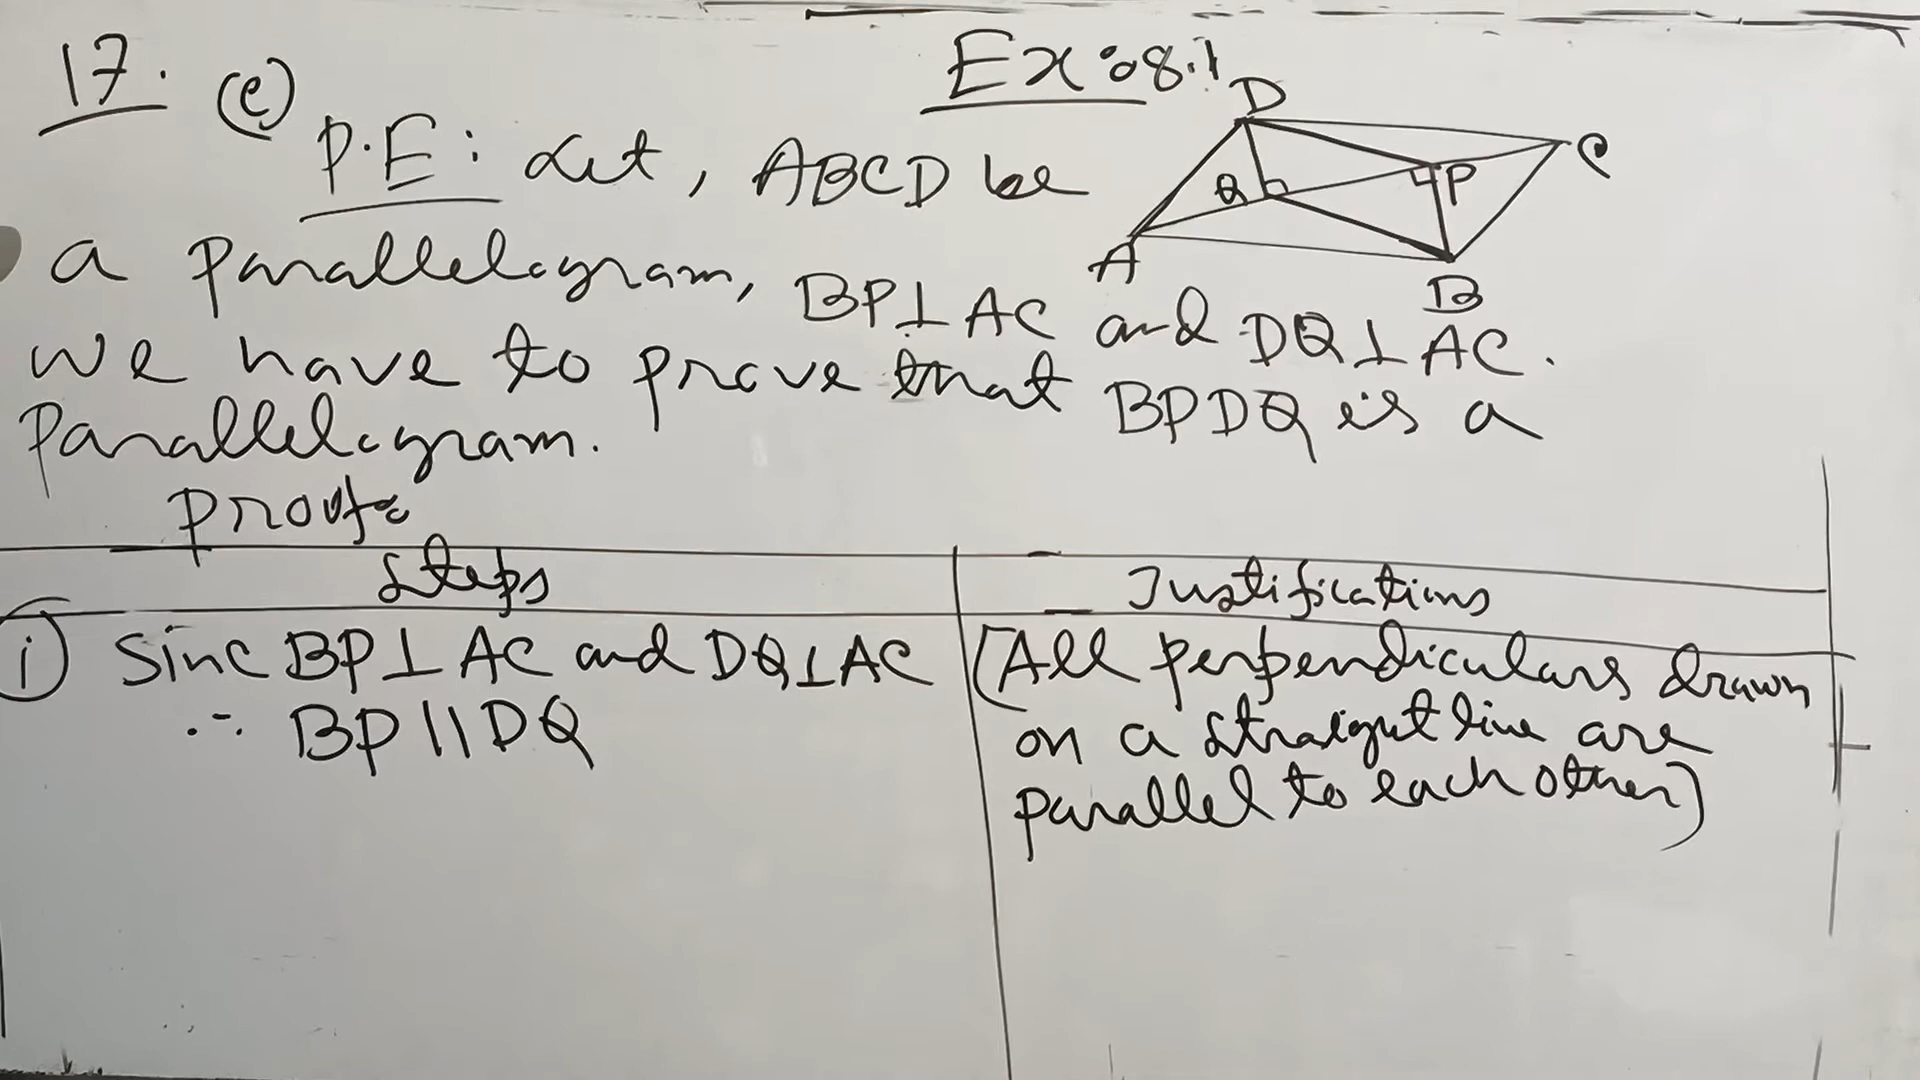 17. (e)
Ex: 8.1
P.E: Let, ABCD be
a parallelogram, BP⊥AC and DQ⊥AC.
We have to prove that BPDQ is a
Parallelogram.
D
C
Q
P
A
B
Proof:
Steps
Justifications
(i) Sinc BP⊥AC and DQ⊥AC
∴ BP||DQ
(All perpendiculars drawn
on a straight line are
parallel to each other)